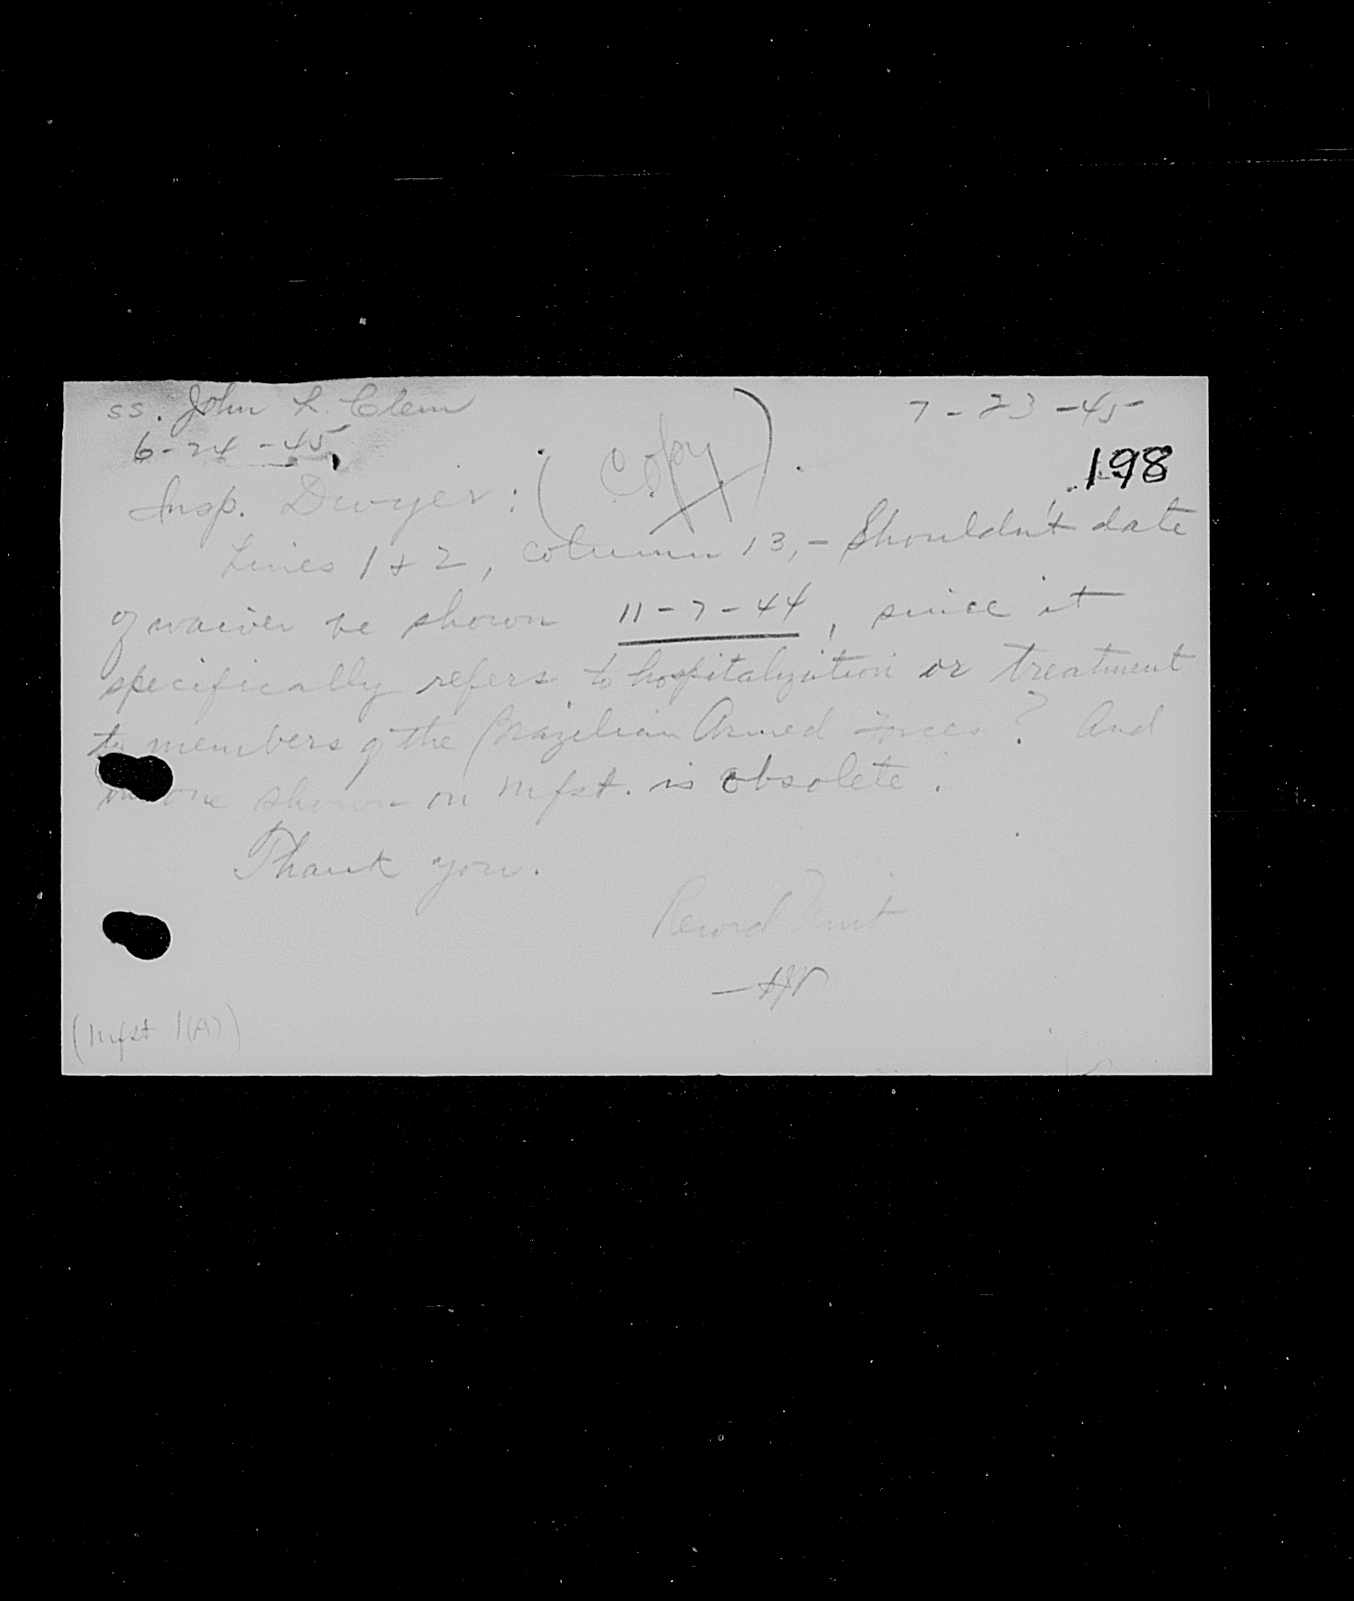 ss. John L. Clem 7-23-45
6-24-45, 198
Insp. Dwyer: (Copy)
Lines 1 & 2, column 13, - Shouldn't date
of waiver be shown 11-7-44, since it
specifically refers to hospitalization or treatment
to members of the Brazilian Armed Forces? And
one shown on mfst. is obsolete.
Thank you.
Record Unit
(Mfst 1(A))